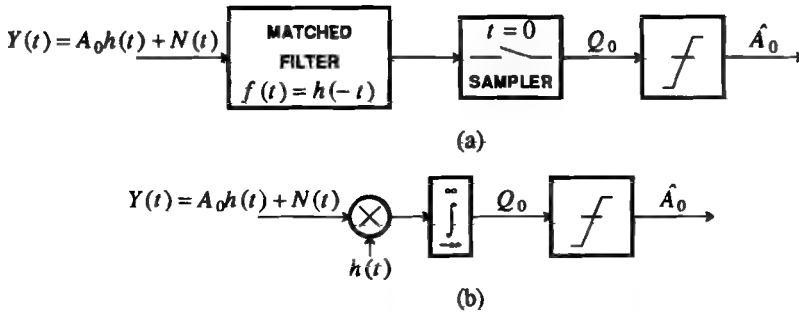 Y(t) = A₀h(t) + N(t)
MATCHED
FILTER
f(t) = h(−t)
t = 0
SAMPLER
Q₀
Â₀
(a)
Y(t) = A₀h(t) + N(t)
h(t)
∞
∫
−∞
Q₀
Â₀
(b)